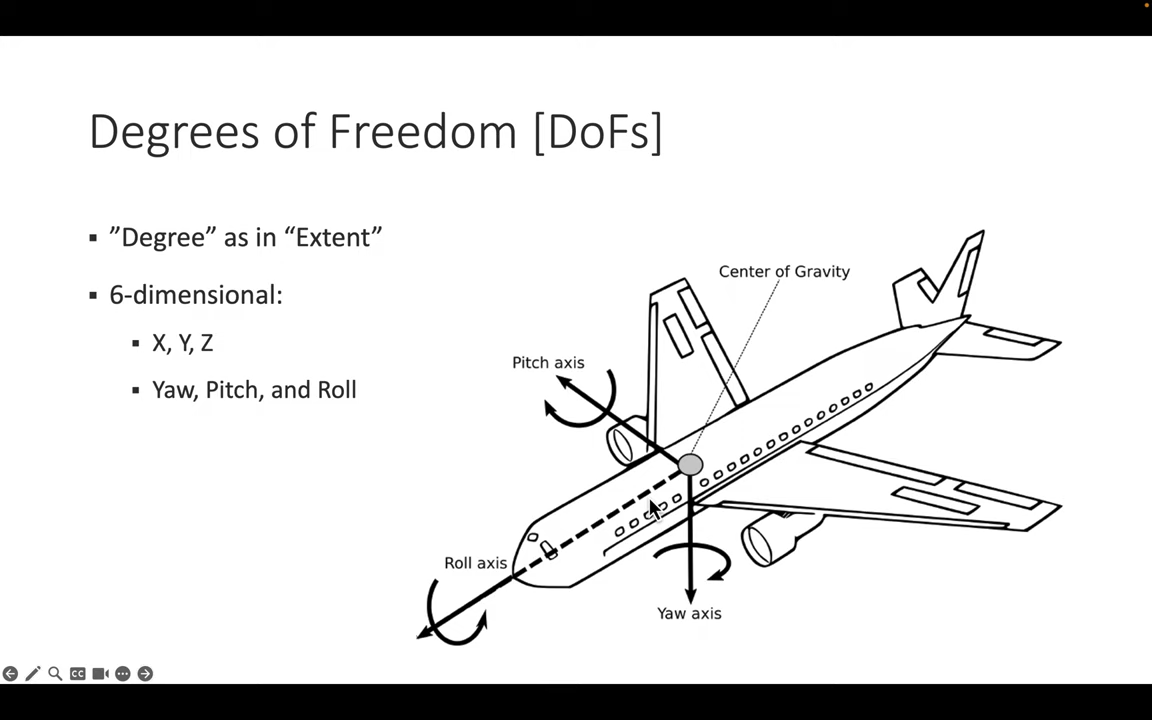 Degrees of Freedom [DoFs]
▪ ”Degree” as in “Extent”
▪ 6-dimensional:
▪ X, Y, Z
▪ Yaw, Pitch, and Roll
Center of Gravity
Pitch axis
Roll axis
Yaw axis
CC